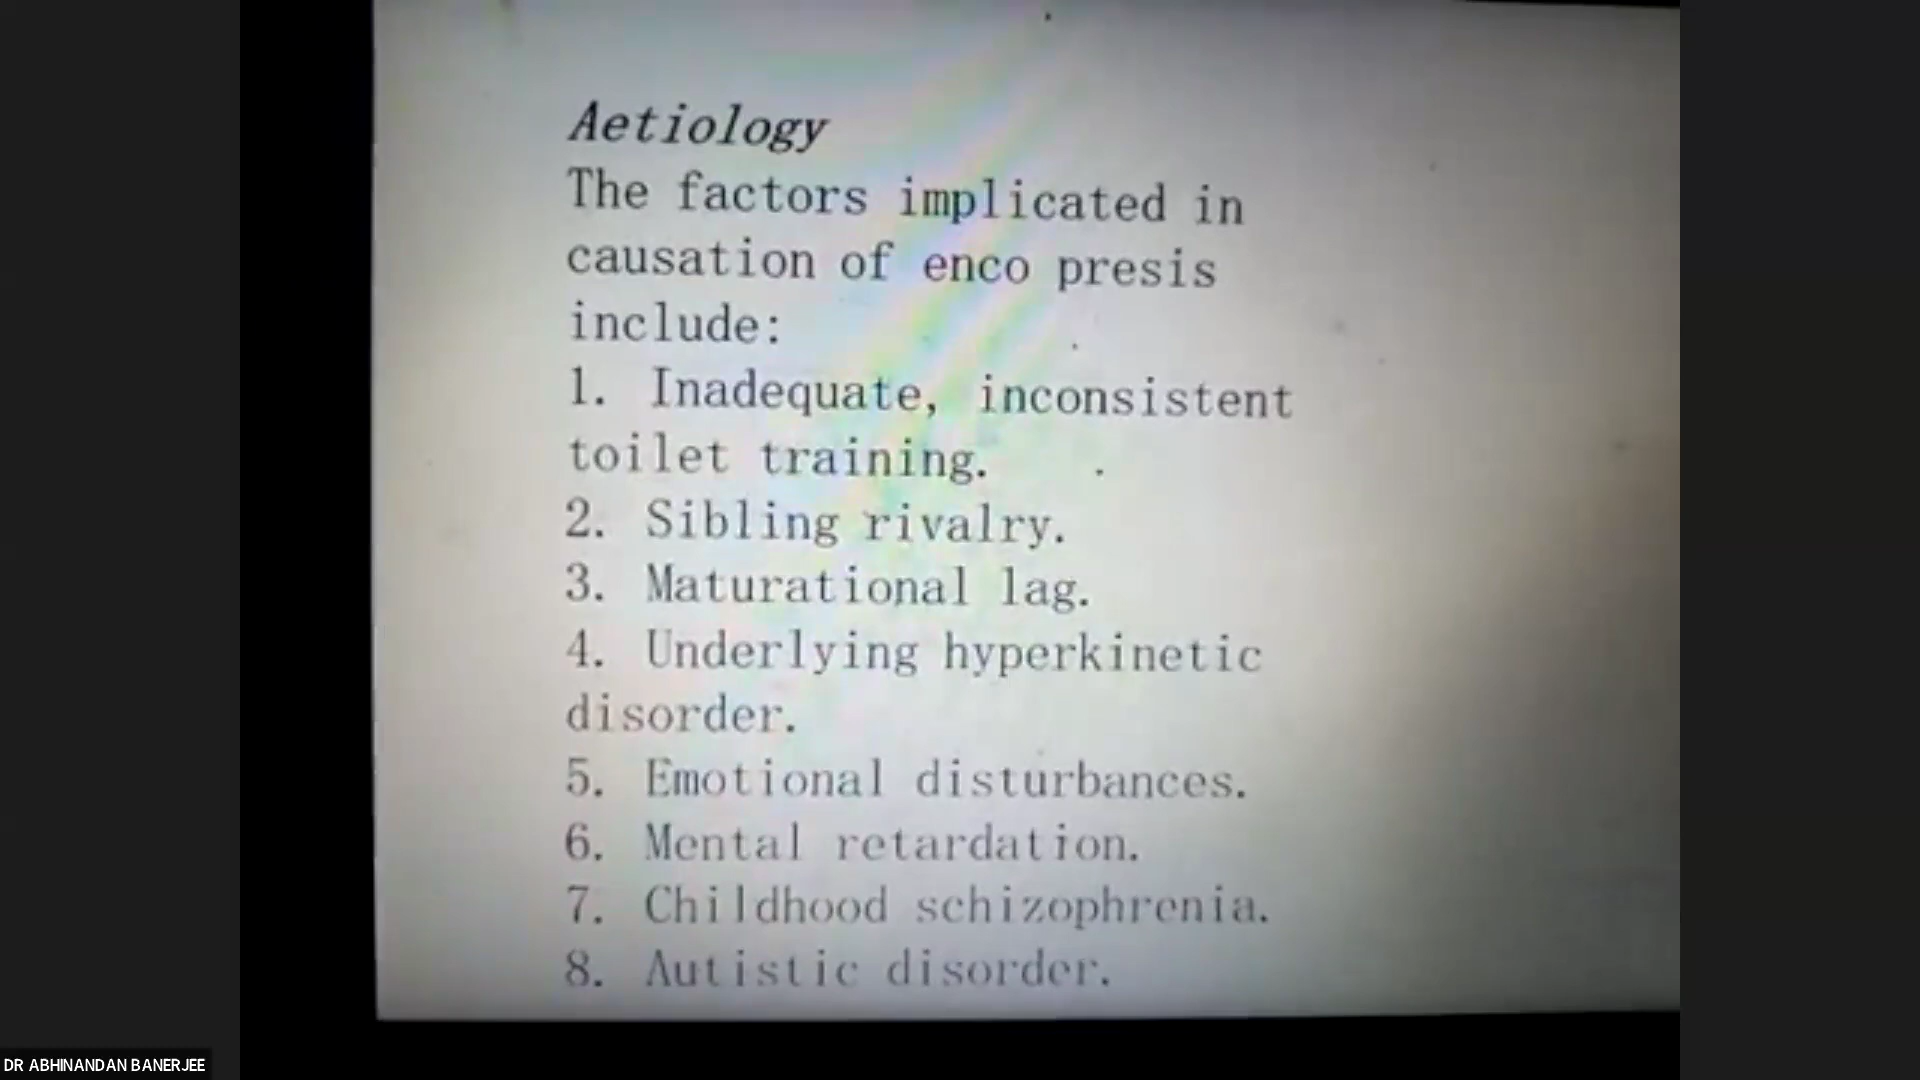 Aetiology
The factors implicated in
causation of enco presis
include:
1. Inadequate, inconsistent
toilet training.
2. Sibling rivalry.
3. Maturational lag.
4. Underlying hyperkinetic
disorder.
5. Emotional disturbances.
6. Mental retardation.
7. Childhood schizophrenia.
8. Autistic disorder.
DR ABHINANDAN BANERJEE